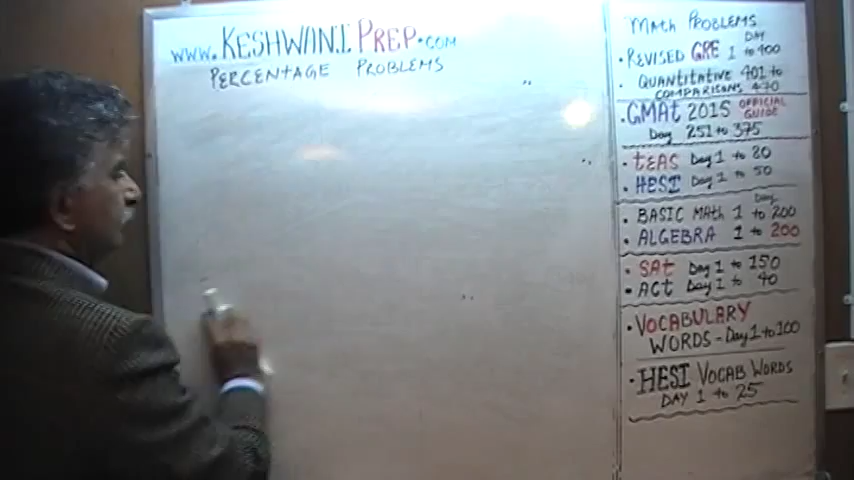 www.KESHWANI PREP.COM
PERCENTAGE PROBLEMS
MATH PROBLEMS
DAY
• REVISED GRE 1 to 400
• QUANTITATIVE 401 to
COMPARISONS 470
• GMAt 2015 OFFICIAL GUIDE
Day 251 to 375
• tEAS Day 1 to 20
• HESI Day 1 to 50
Day
• BASIC MAth 1 to 200
• ALGEBRA 1 to 200
• SAt Day 1 to 150
• ACT Day 1 to 40
• VOCABULARY
WORDS - Day 1 to 100
• HESI VOCAB WORDS
DAY 1 to 25